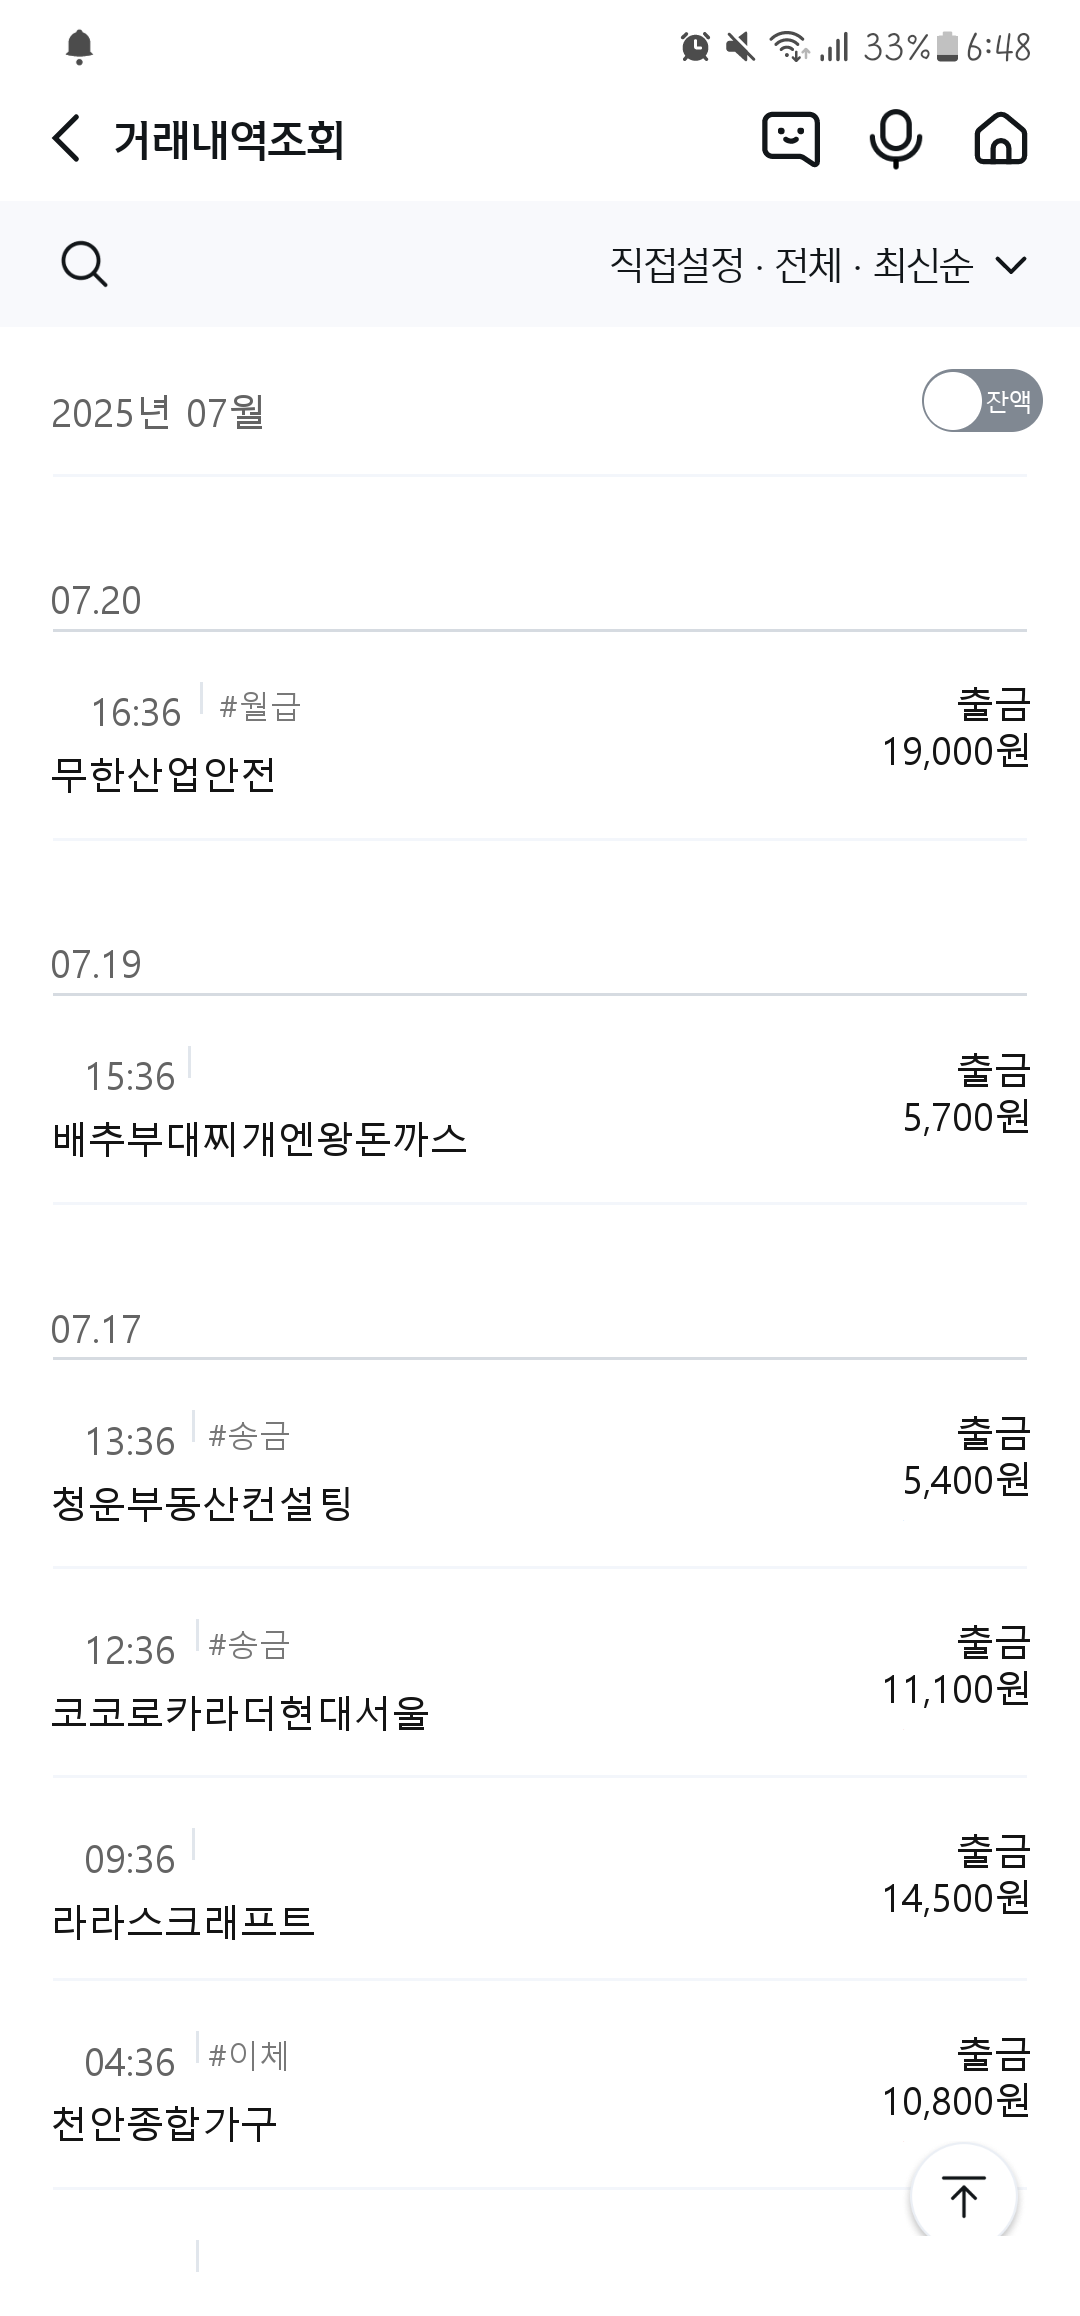 33% 6:48
거래내역조회
직접설정 · 전체 · 최신순
2025년 07월
잔액
07.20
16:36 #월급
출금
19,000원
무한산업안전
07.19
15:36
출금
5,700원
배추부대찌개엔왕돈까스
07.17
13:36 #송금
출금
5,400원
청운부동산컨설팅
12:36 #송금
출금
11,100원
코코로카라더현대서울
09:36
출금
14,500원
라라스크래프트
04:36 #이체
출금
10,800원
천안종합가구